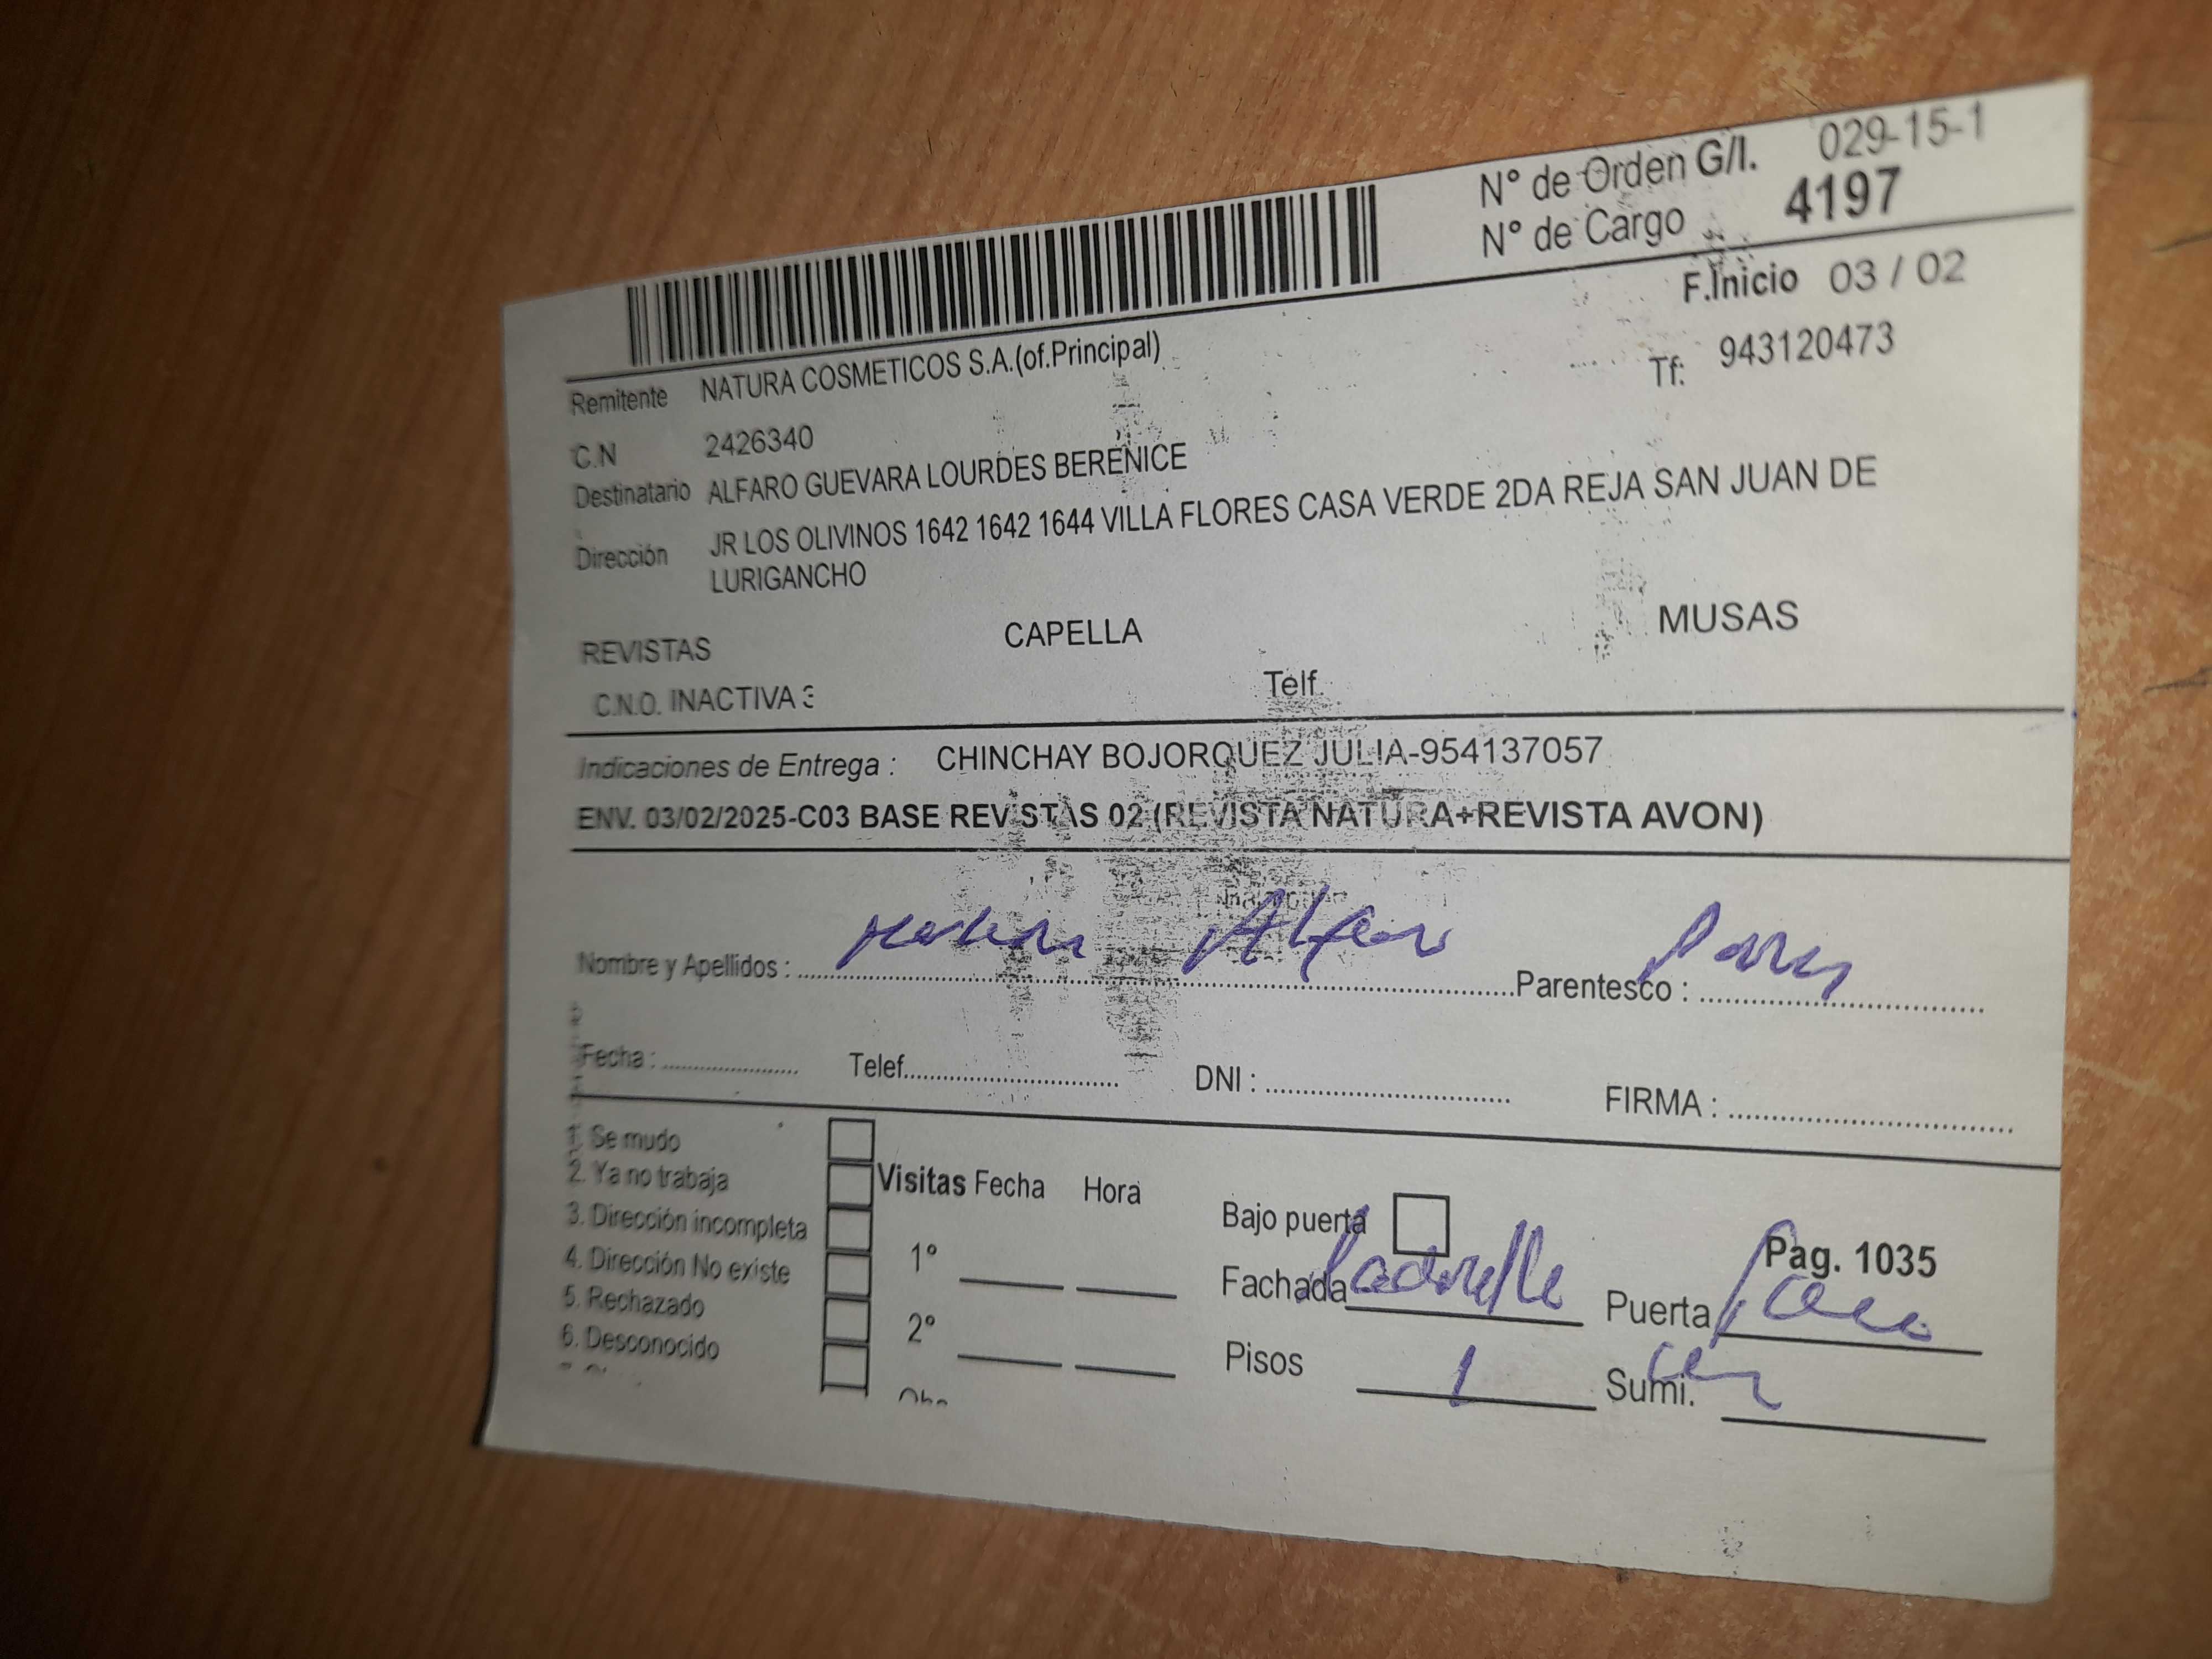 N° de Orden G/I. 029-15-1
N° de Cargo 4197
F.Inicio 03 / 02
Remitente NATURA COSMETICOS S.A.(of.Principal)
Tf: 943120473
C.N 2426340
Destinatario ALFARO GUEVARA LOURDES BERENICE
Dirección JR LOS OLIVINOS 1642 1642 1644 VILLA FLORES CASA VERDE 2DA REJA SAN JUAN DE
LURIGANCHO
REVISTAS CAPELLA MUSAS
C.N.O. INACTIVA 3 Telf.
Indicaciones de Entrega : CHINCHAY BOJORQUEZ JULIA-954137057
ENV. 03/02/2025-C03 BASE REVISTAS 02 (REVISTA NATURA+REVISTA AVON)
Nombre y Apellidos : Alfaro Parentesco :
Fecha : Telef. DNI : FIRMA :
1. Se mudo
2. Ya no trabaja
3. Dirección incompleta
4. Dirección No existe
5. Rechazado
6. Desconocido
Visitas Fecha Hora
1°
2°
Bajo puerta
Pag. 1035
Fachada Ladrillo Puerta
Pisos 1 Sumi.